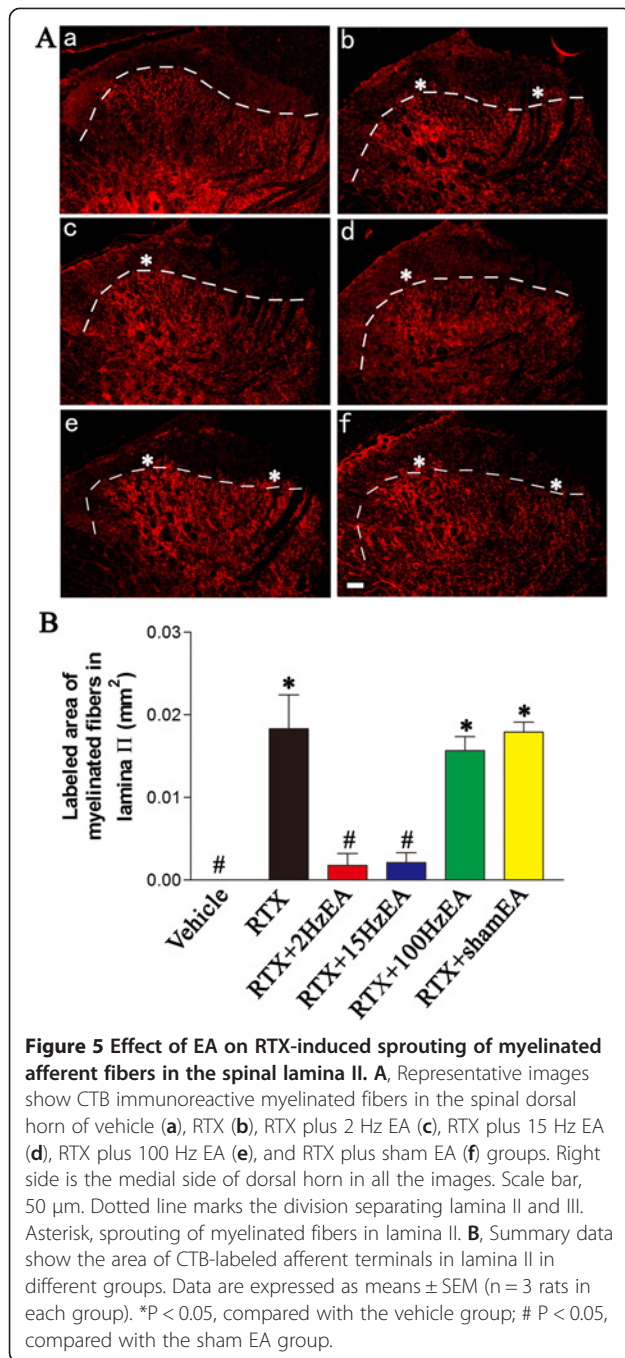 A a b
* *
c d
* *
e f
* * * *
B
Labeled area of
myelinated fibers in
lamina II (mm²)
0.03
0.02
0.01
0.00
# * # # * *
Vehicle
RTX
RTX+2HzEA
RTX+15HzEA
RTX+100HzEA
RTX+shamEA
Figure 5 Effect of EA on RTX-induced sprouting of myelinated
afferent fibers in the spinal lamina II. A, Representative images
show CTB immunoreactive myelinated fibers in the spinal dorsal
horn of vehicle (a), RTX (b), RTX plus 2 Hz EA (c), RTX plus 15 Hz EA
(d), RTX plus 100 Hz EA (e), and RTX plus sham EA (f) groups. Right
side is the medial side of dorsal horn in all the images. Scale bar,
50 μm. Dotted line marks the division separating lamina II and III.
Asterisk, sprouting of myelinated fibers in lamina II. B, Summary data
show the area of CTB-labeled afferent terminals in lamina II in
different groups. Data are expressed as means ± SEM (n = 3 rats in
each group). *P < 0.05, compared with the vehicle group; # P < 0.05,
compared with the sham EA group.